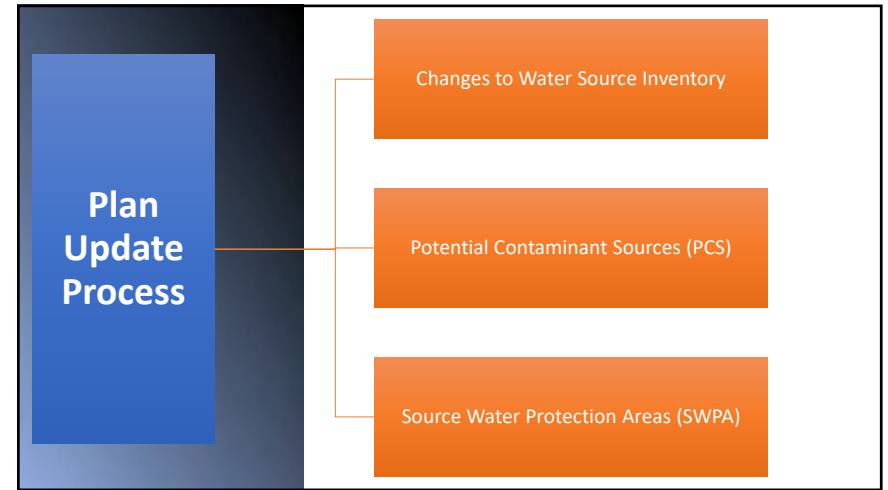 Plan
Update
Process
Changes to Water Source Inventory
Potential Contaminant Sources (PCS)
Source Water Protection Areas (SWPA)